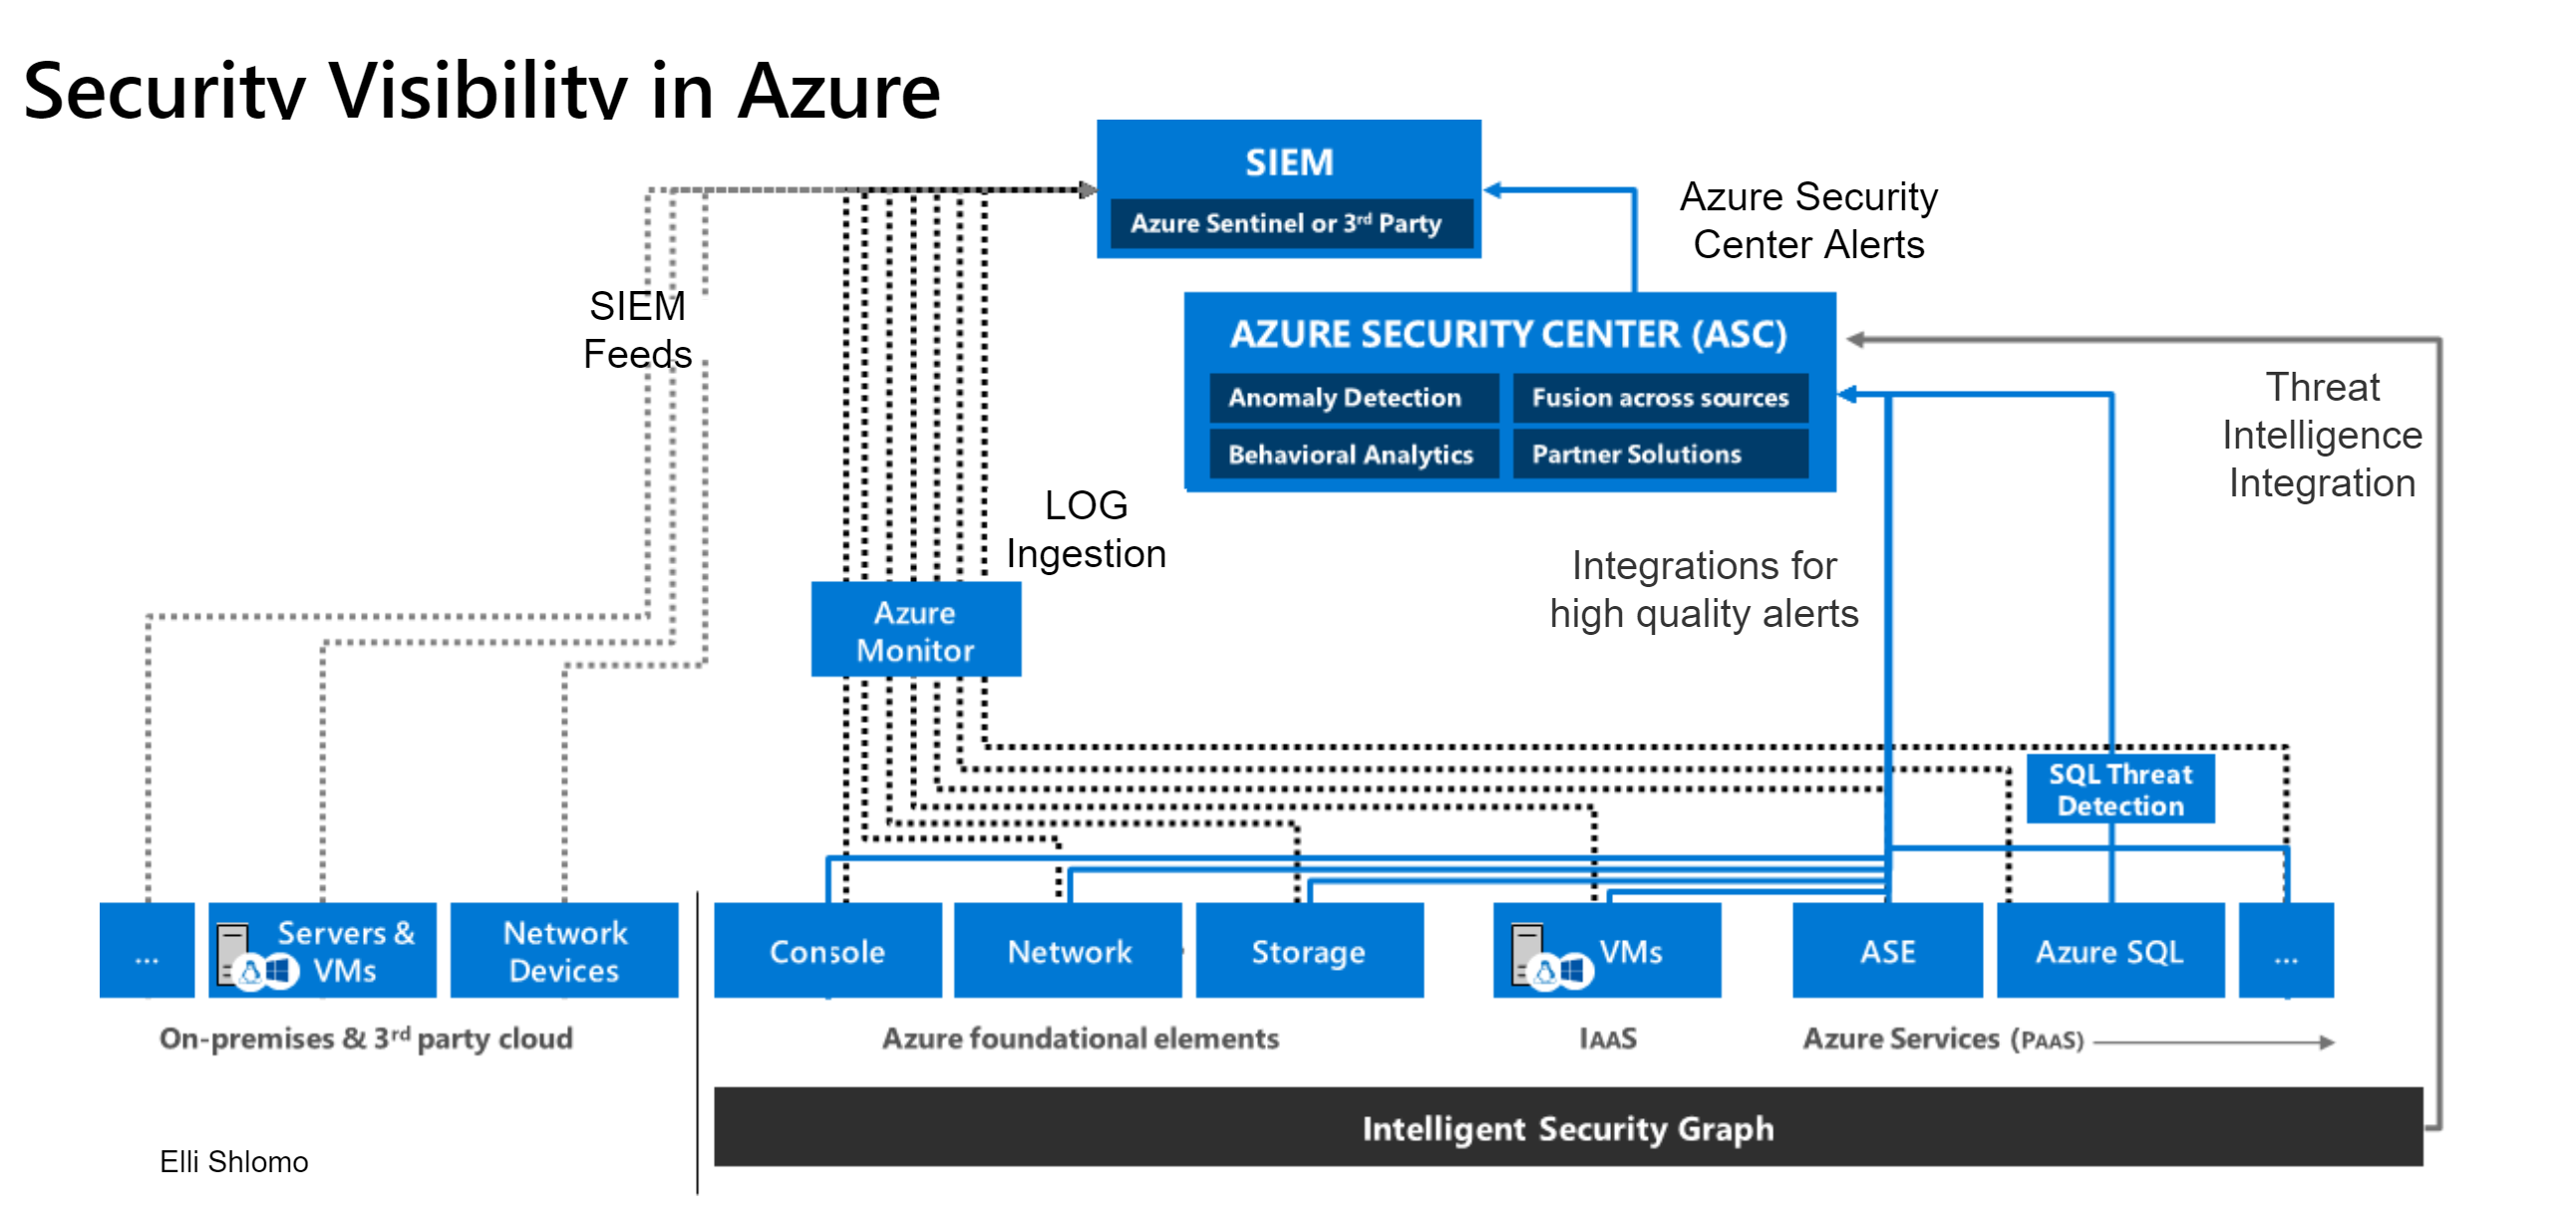 Security Visibility in Azure
SIEM
Azure Sentinel or 3rd Party
Azure Security
Center Alerts
SIEM
Feeds
AZURE SECURITY CENTER (ASC)
Anomaly Detection
Fusion across sources
Behavioral Analytics
Partner Solutions
Threat
Intelligence
Integration
LOG
Ingestion
Integrations for
high quality alerts
Azure
Monitor
SQL Threat
Detection
...
Servers &
VMs
Network
Devices
Console
Network
Storage
VMs
ASE
Azure SQL
...
On-premises & 3rd party cloud
Azure foundational elements
IAAS
Azure Services (PAAS)
Intelligent Security Graph
Elli Shlomo